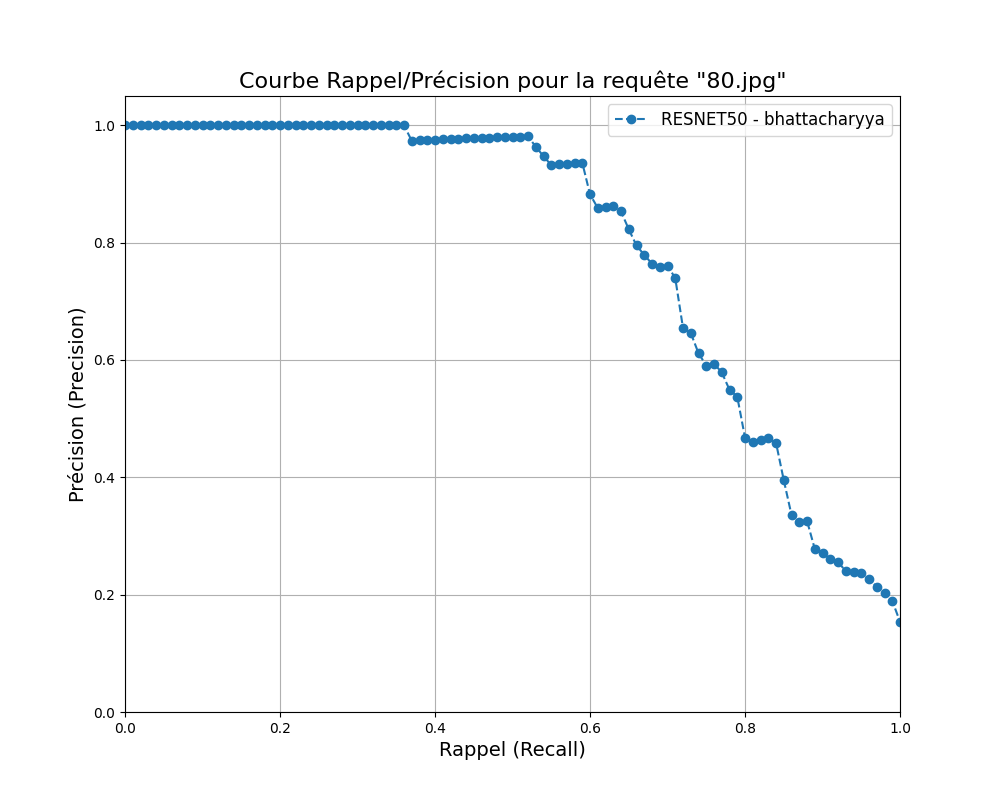 Courbe Rappel/Précision pour la requête "80.jpg"
RESNET50 - bhattacharyya
1.0
0.8
0.6
0.4
0.2
0.0
Précision (Precision)
0.0 0.2 0.4 0.6 0.8 1.0
Rappel (Recall)